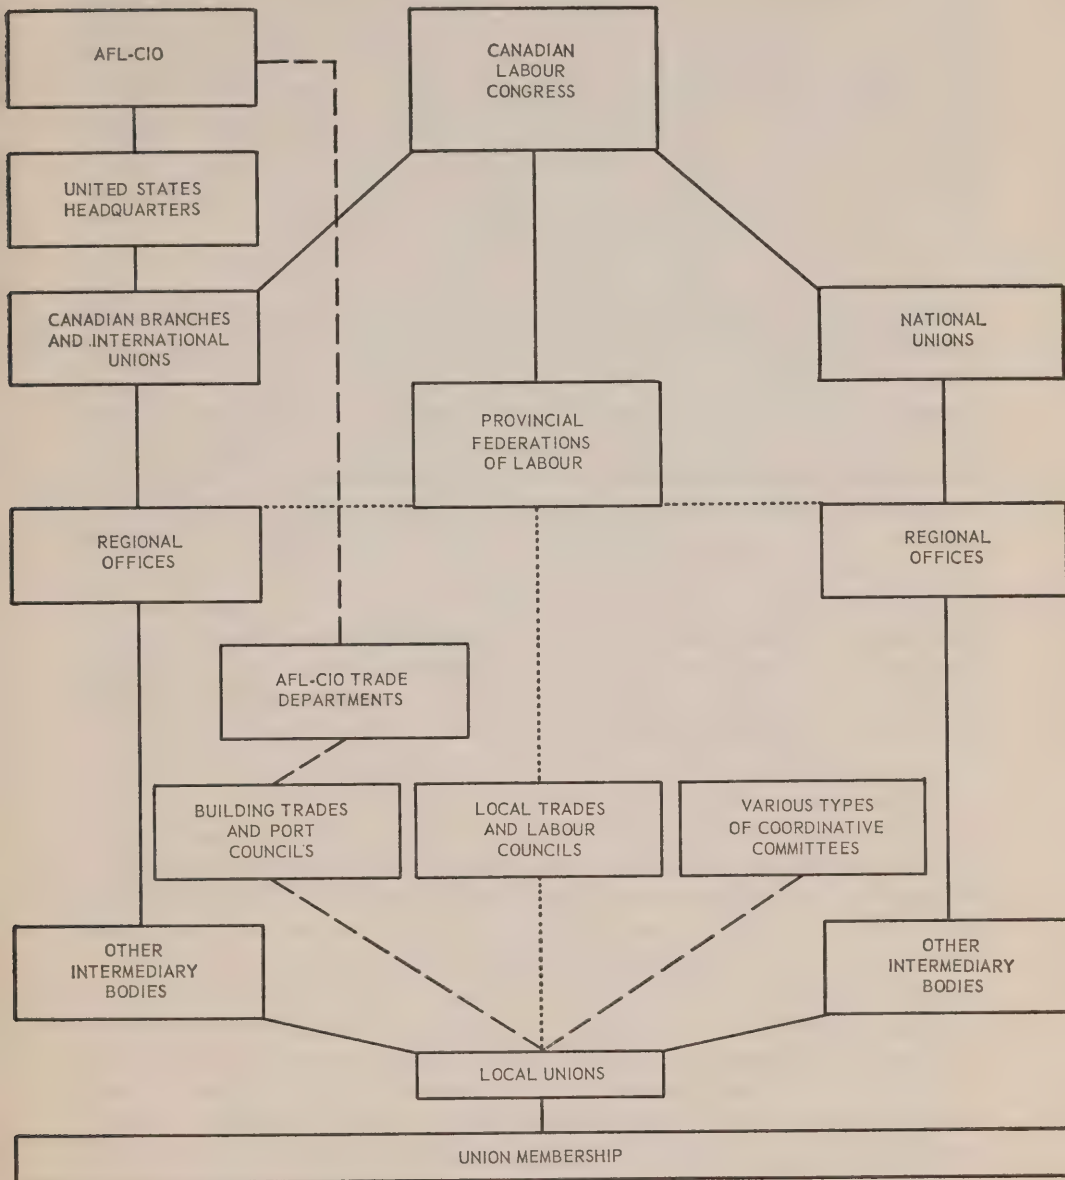 AFL-CIO
CANADIAN
LABOUR
CONGRESS
UNITED STATES
HEADQUARTERS
CANADIAN BRANCHES
AND .INTERNATIONAL
UNIONS
NATIONAL
UNIONS
PROVINCIAL
FEDERATIONS
OF LABOUR
REGIONAL
OFFICES
REGIONAL
OFFICES
AFL-CIO TRADE
DEPARTMENTS
BUILDING TRADES
AND PORT
COUNCIL'S
LOCAL TRADES
AND LABOUR
COUNCILS
VARIOUS TYPES
OF COORDINATIVE
COMMITTEES
OTHER
INTERMEDIARY
BODIES
OTHER
INTERMEDIARY
BODIES
LOCAL UNIONS
UNION MEMBERSHIP